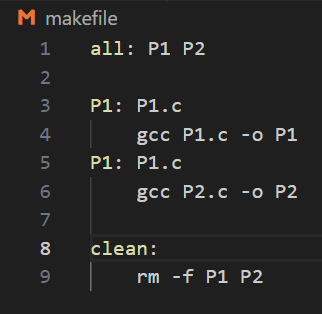 M makefile
1 all: P1 P2
2
3 P1: P1.c
4     gcc P1.c -o P1
5 P1: P1.c
6     gcc P2.c -o P2
7
8 clean:
9     rm -f P1 P2